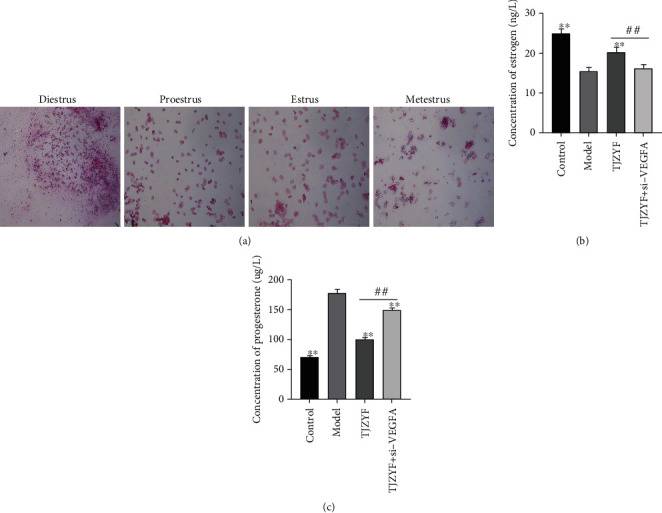 Diestrus Proestrus Estrus Metestrus
(a)
Concentration of estrogen (ng/L)
30
20
10
0
**
**
##
Control
Model
TJZYF
TJZYF+si–VEGFA
(b)
Concentration of progesterone (ug/L)
200
150
100
50
0
**
**
##
**
Control
Model
TJZYF
TJZYF+si–VEGFA
(c)